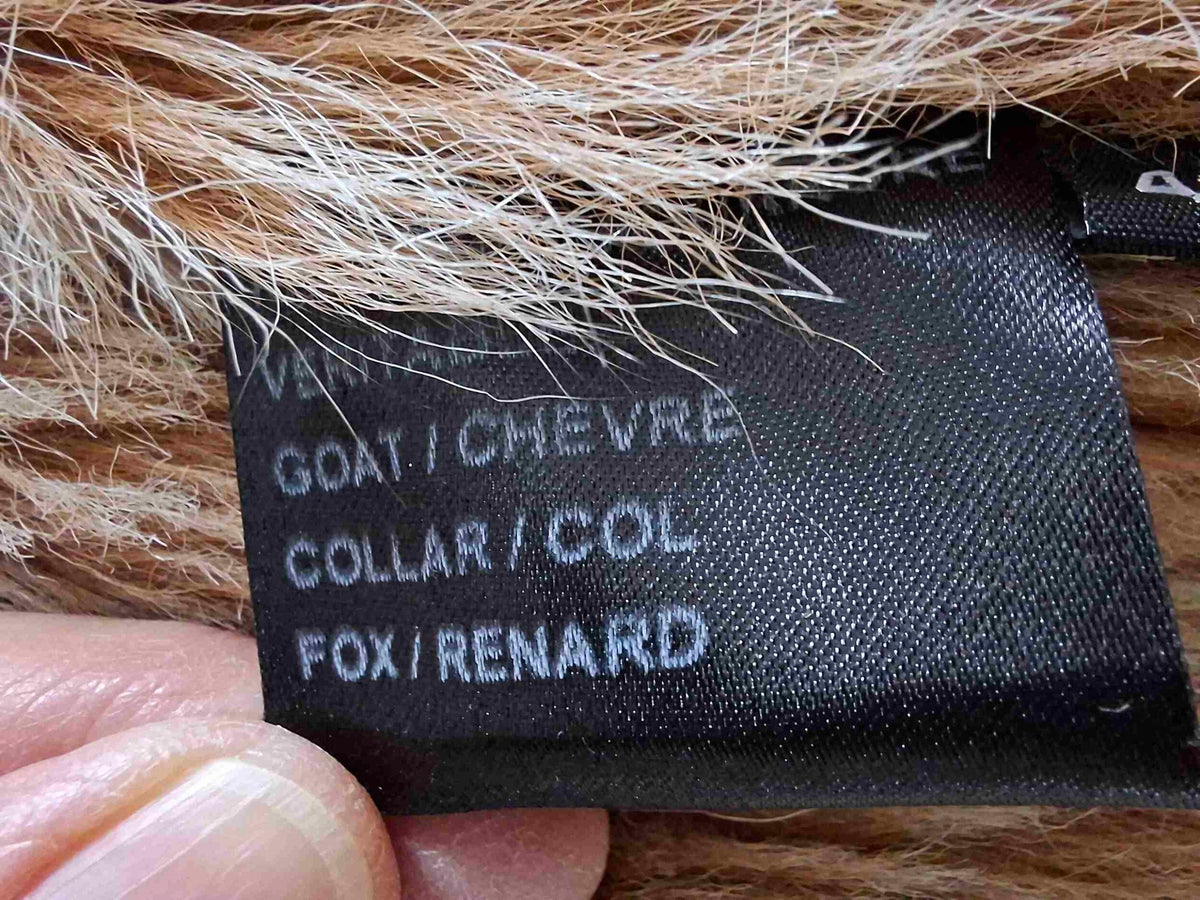 GOAT / CHEVRE
COLLAR / COL
FOX / RENARD